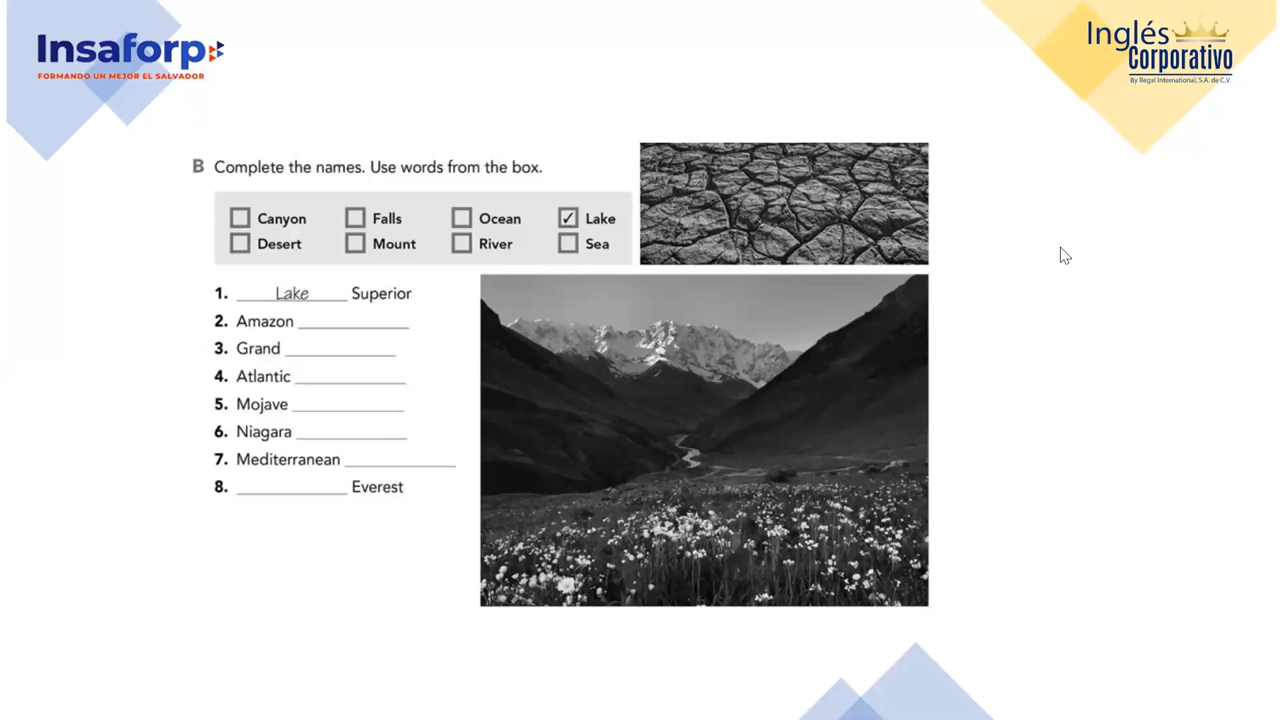 Insaforp
FORMANDO UN MEJOR EL SALVADOR
Inglés
Corporativo
By Regal International, S.A. de C.V.
B Complete the names. Use words from the box.
Canyon Falls Ocean ✓ Lake
Desert Mount River Sea
1. Lake Superior
2. Amazon
3. Grand
4. Atlantic
5. Mojave
6. Niagara
7. Mediterranean
8. Everest